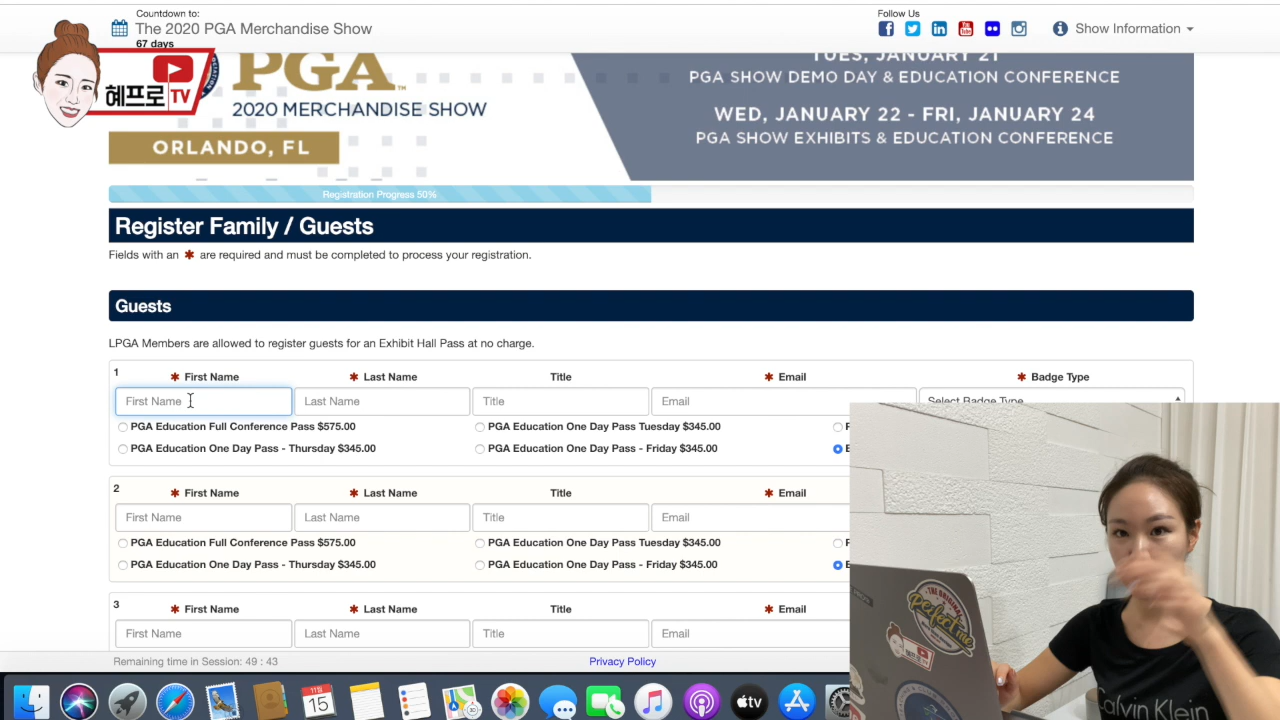 Countdown to:
The 2020 PGA Merchandise Show
67 days
Follow Us
Show Information
혜프로 TV
PGA
2020 MERCHANDISE SHOW
ORLANDO, FL
TUES, JANUARY 21
PGA SHOW DEMO DAY & EDUCATION CONFERENCE
WED, JANUARY 22 - FRI, JANUARY 24
PGA SHOW EXHIBITS & EDUCATION CONFERENCE
Registration Progress 50%
Register Family / Guests
Fields with an * are required and must be completed to process your registration.
Guests
LPGA Members are allowed to register guests for an Exhibit Hall Pass at no charge.
1 * First Name * Last Name Title * Email * Badge Type
First Name Last Name Title Email Select Badge Type
PGA Education Full Conference Pass $575.00 PGA Education One Day Pass Tuesday $345.00
PGA Education One Day Pass - Thursday $345.00 PGA Education One Day Pass - Friday $345.00
2 * First Name * Last Name Title * Email
First Name Last Name Title Email
PGA Education Full Conference Pass $575.00 PGA Education One Day Pass Tuesday $345.00
PGA Education One Day Pass - Thursday $345.00 PGA Education One Day Pass - Friday $345.00
3 * First Name * Last Name Title * Email
First Name Last Name Title Email
Remaining time in Session: 49 : 43
Privacy Policy
15
tv
THE ORIGINAL
perfect me
Calvin Klein